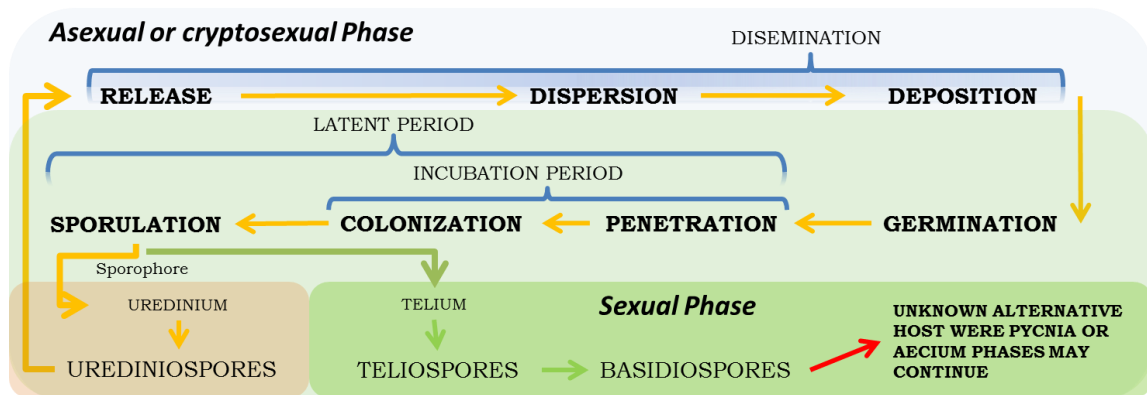 Asexual or cryptosexual Phase
DISEMINATION
RELEASE DISPERSION DEPOSITION
LATENT PERIOD
INCUBATION PERIOD
SPORULATION COLONIZATION PENETRATION GERMINATION
Sporophore
UREDINIUM TELIUM Sexual Phase
UREDINIOSPORES TELIOSPORES BASIDIOSPORES
UNKNOWN ALTERNATIVE
HOST WERE PYCNIA OR
AECIUM PHASES MAY
CONTINUE